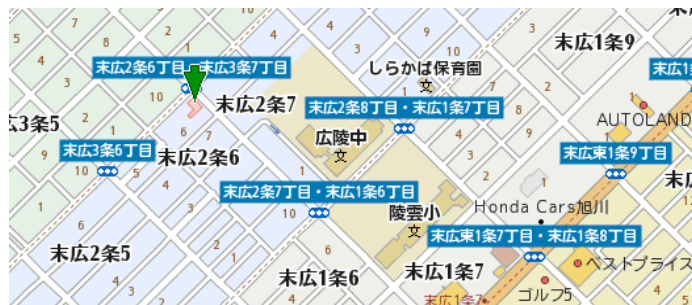 末広1条9
末広2条6丁目・末広3条7丁目
しらかば保育園
末広2条7
末広2条8丁目・末広1条7丁目
AUTOLAND
広陵中
文
末広3条6丁目
末広2条6
末広東1条9丁目
末広2条7丁目・末広1条6丁目
陵雲小
文
Honda Cars旭川
末広東1条7丁目・末広1条8丁目
末広2条5
末広1条6
末広1条7
ベストプライス
ゴルフ5
末広1条7